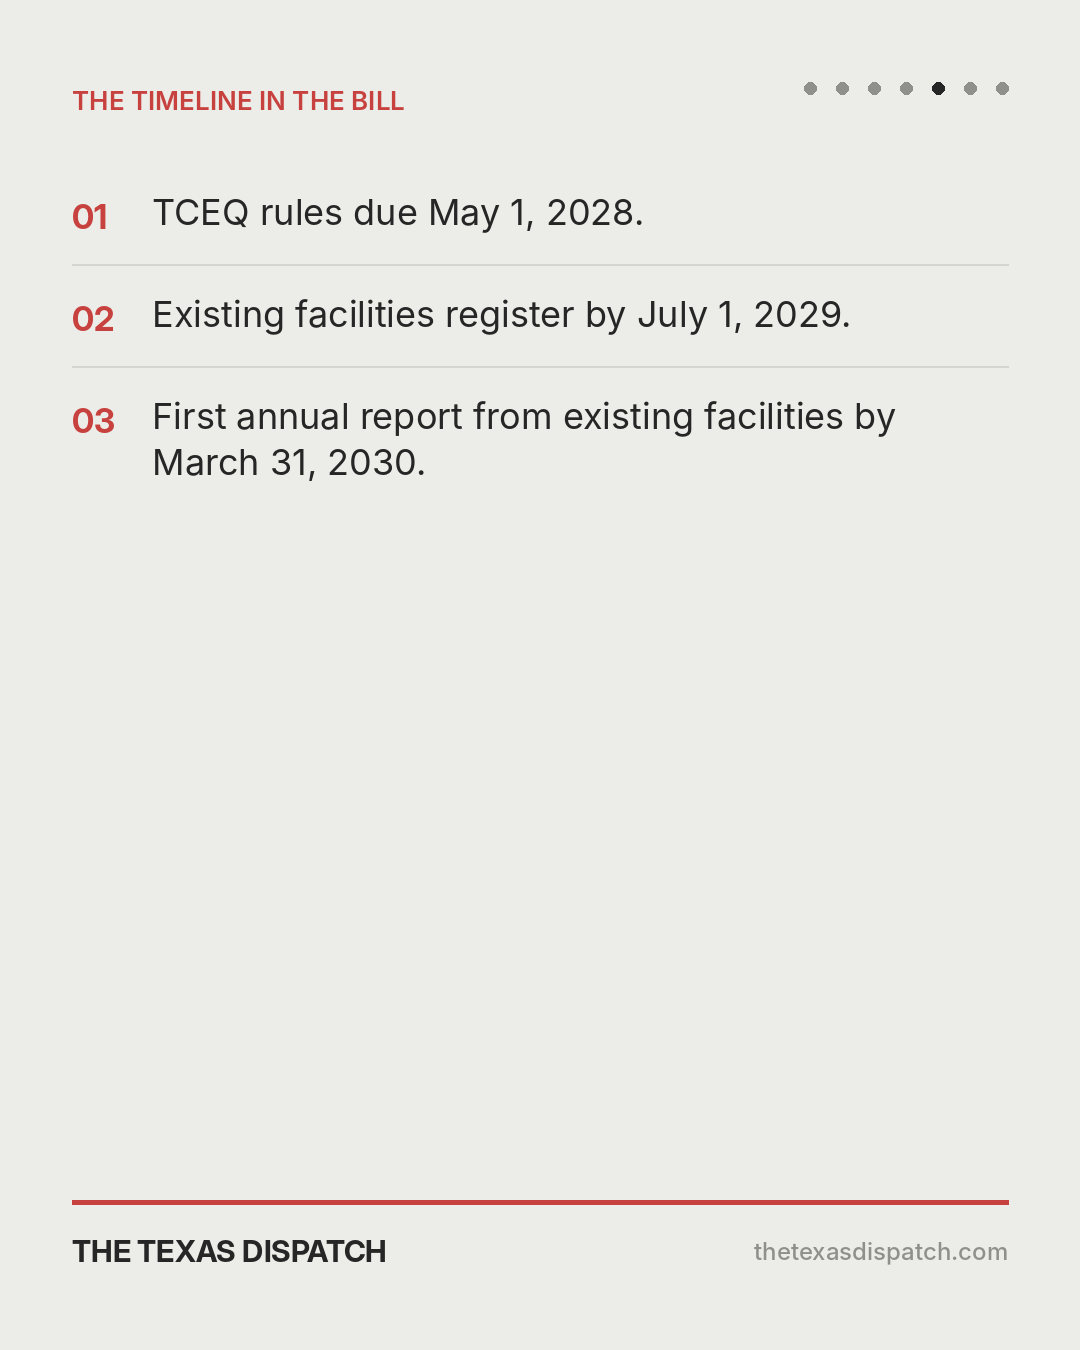 THE TIMELINE IN THE BILL
01 TCEQ rules due May 1, 2028.
02 Existing facilities register by July 1, 2029.
03 First annual report from existing facilities by
March 31, 2030.
THE TEXAS DISPATCH
thetexasdispatch.com